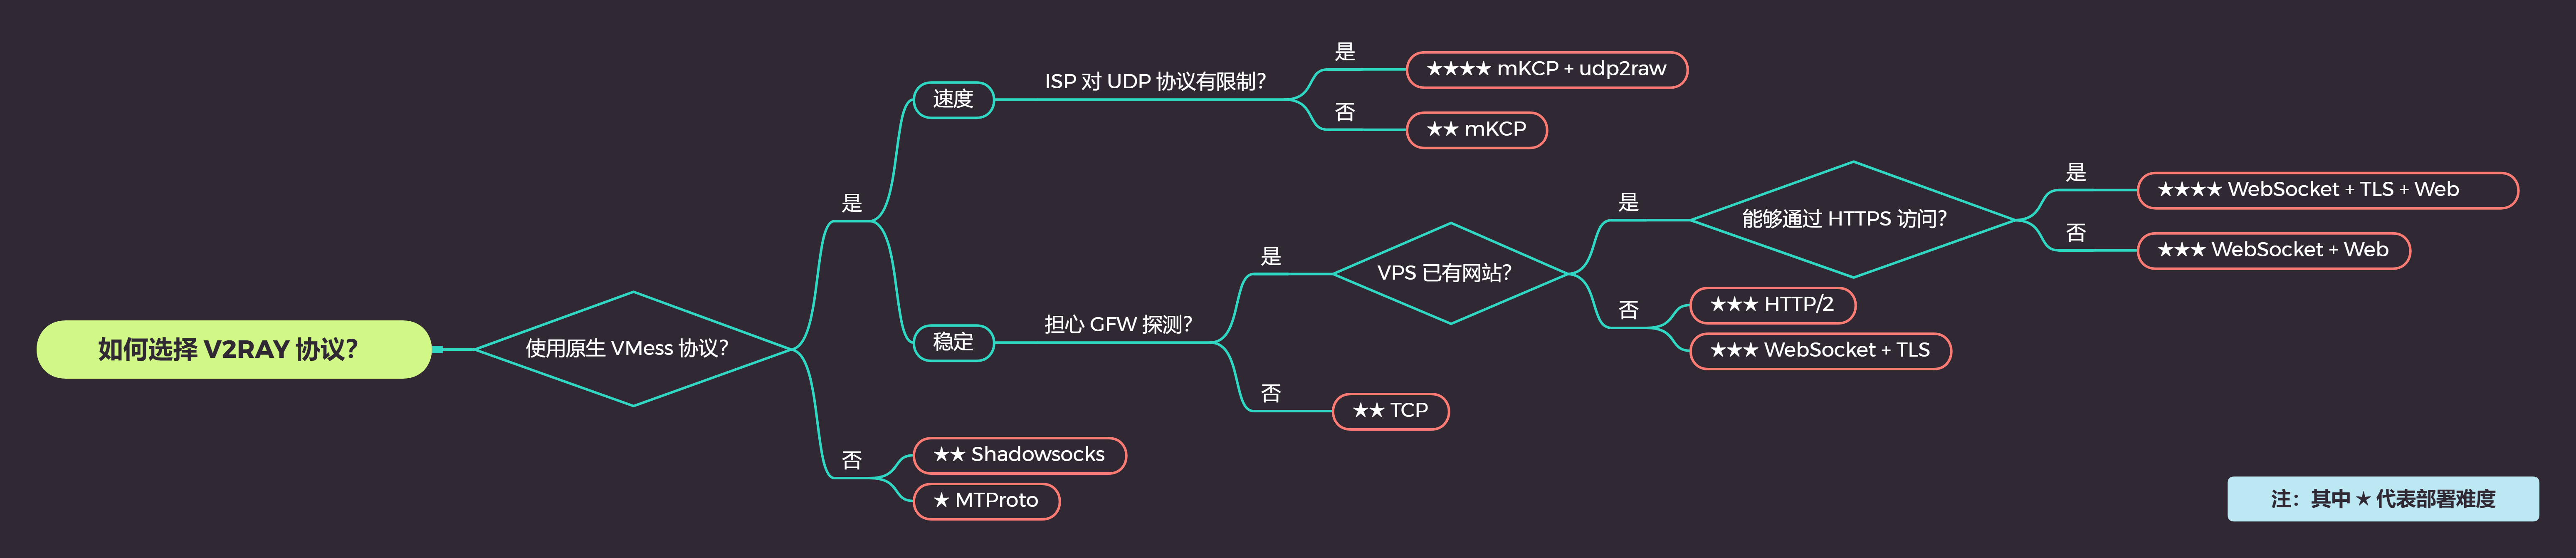 如何选择 V2RAY 协议？
使用原生 VMess 协议？
是
速度
ISP 对 UDP 协议有限制？
是
★★★★ mKCP + udp2raw
否
★★ mKCP
稳定
担心 GFW 探测？
是
VPS 已有网站？
是
能够通过 HTTPS 访问？
是
★★★★ WebSocket + TLS + Web
否
★★★ WebSocket + Web
否
★★★ HTTP/2
★★★ WebSocket + TLS
否
★★ TCP
否
★★ Shadowsocks
★ MTProto
注：其中 ★ 代表部署难度